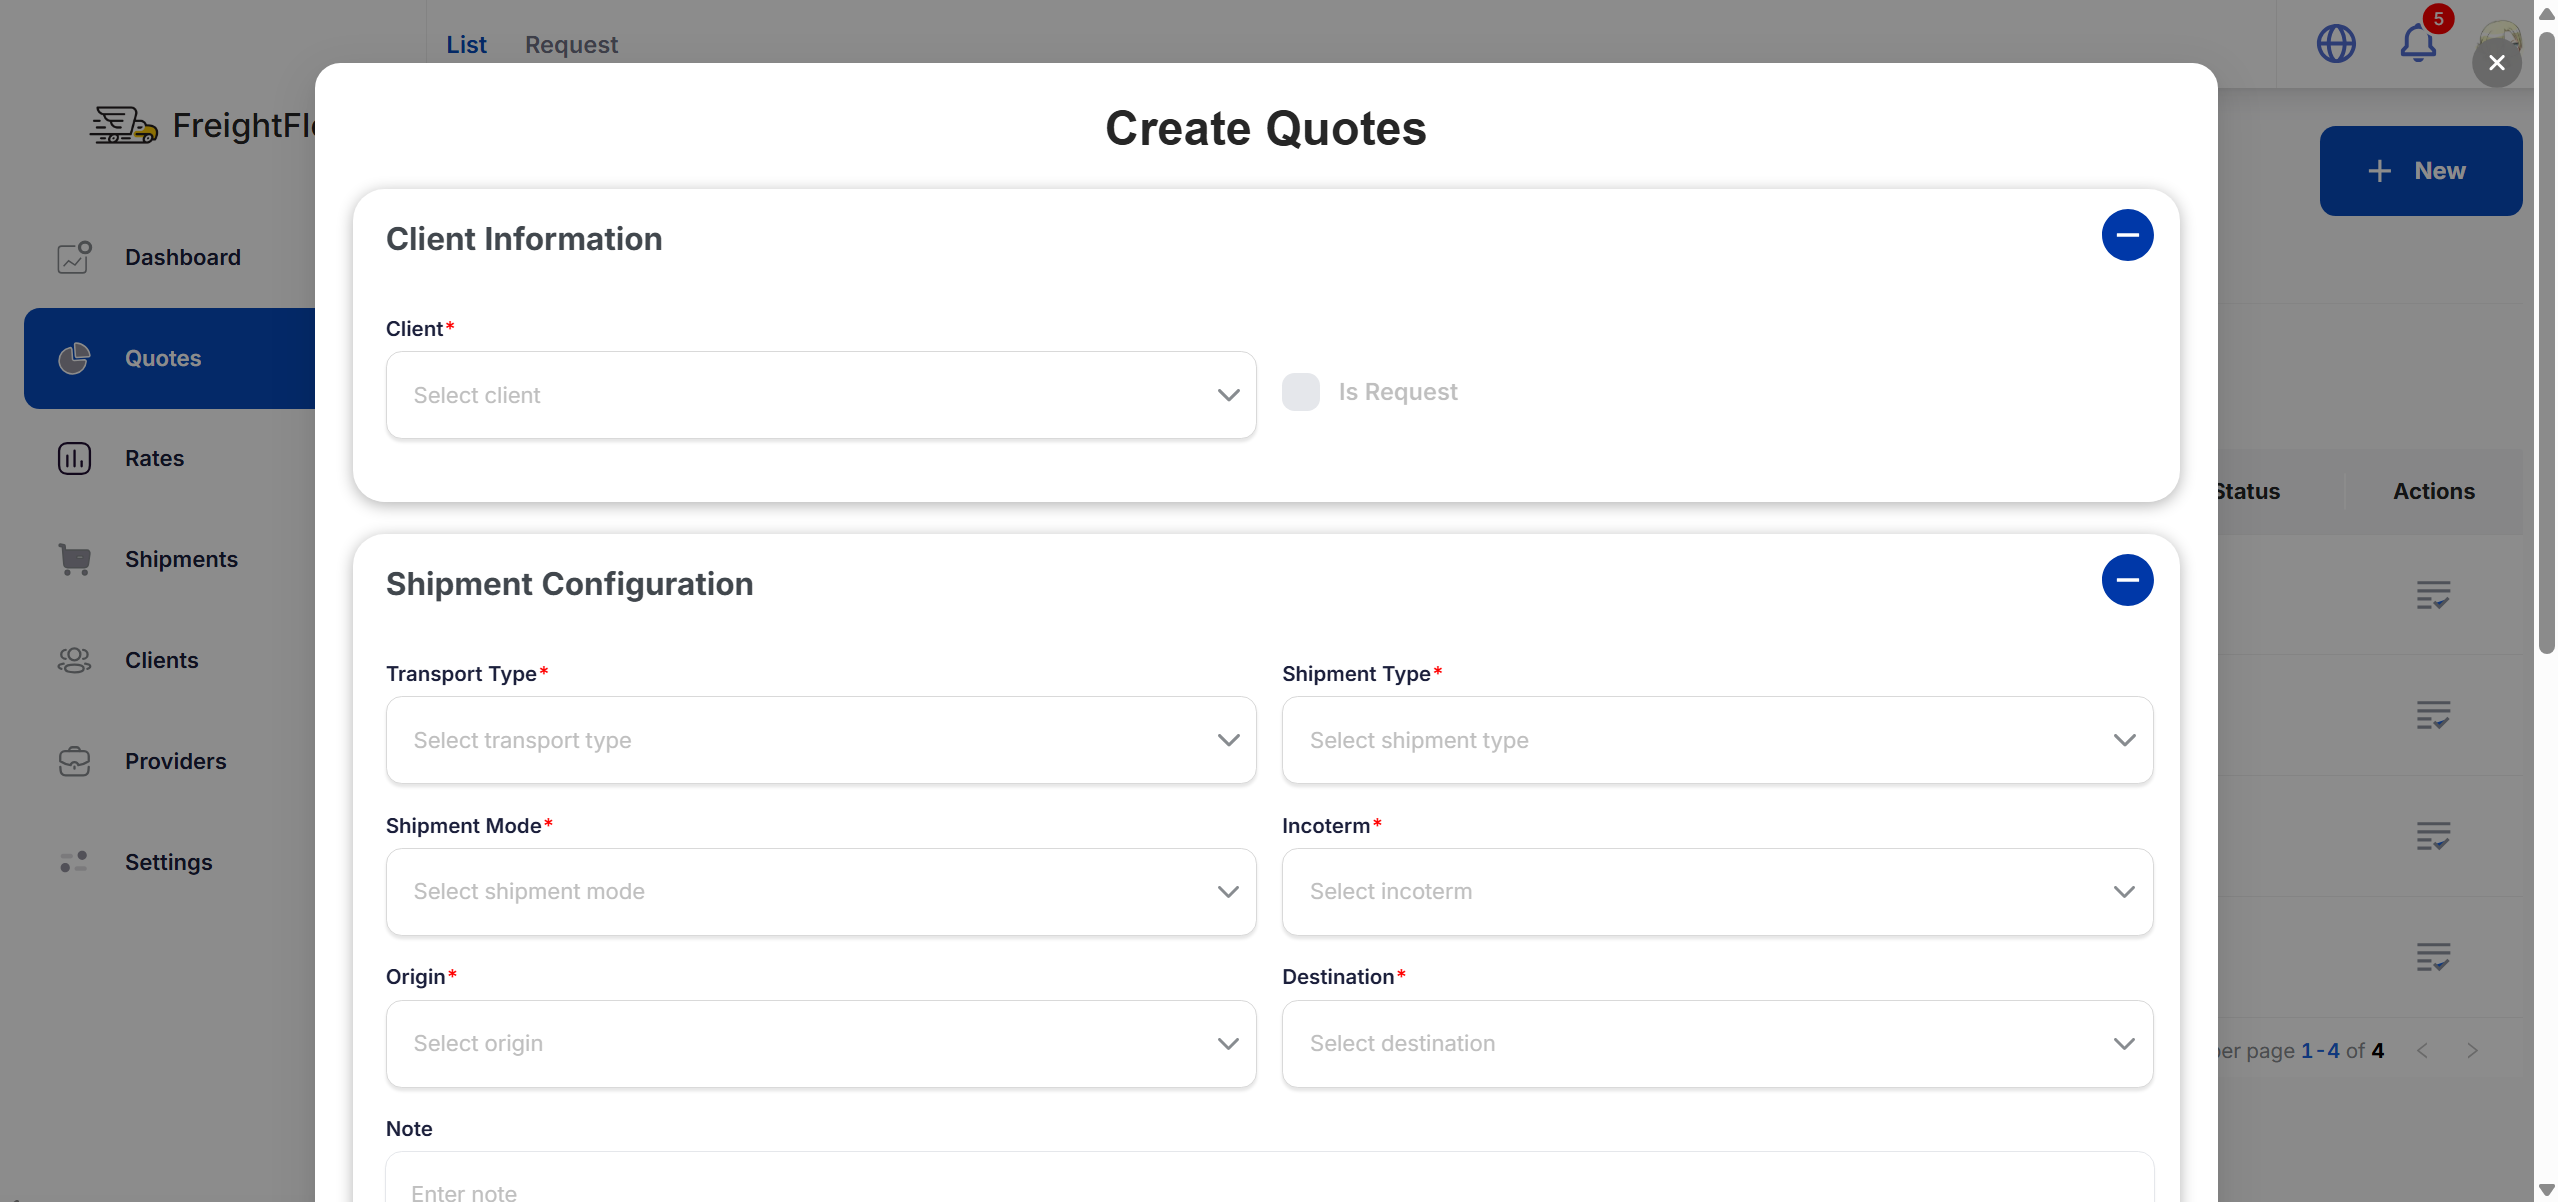 List Request
5
FreightFl
New
Dashboard
Quotes
Rates
Shipments
Clients
Providers
Settings
Create Quotes
Client Information
Client*
Select client
Is Request
Shipment Configuration
Transport Type* Shipment Type*
Select transport type Select shipment type
Shipment Mode* Incoterm*
Select shipment mode Select incoterm
Origin* Destination*
Select origin Select destination
Note
Enter note
Status Actions
per page 1-4 of 4